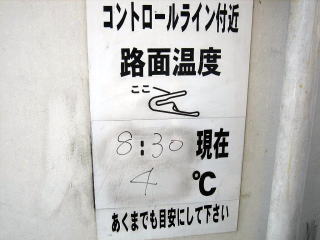 コントロールライン付近
路面温度
ここ
8:30 現在
4 ℃
あくまでも目安にして下さい